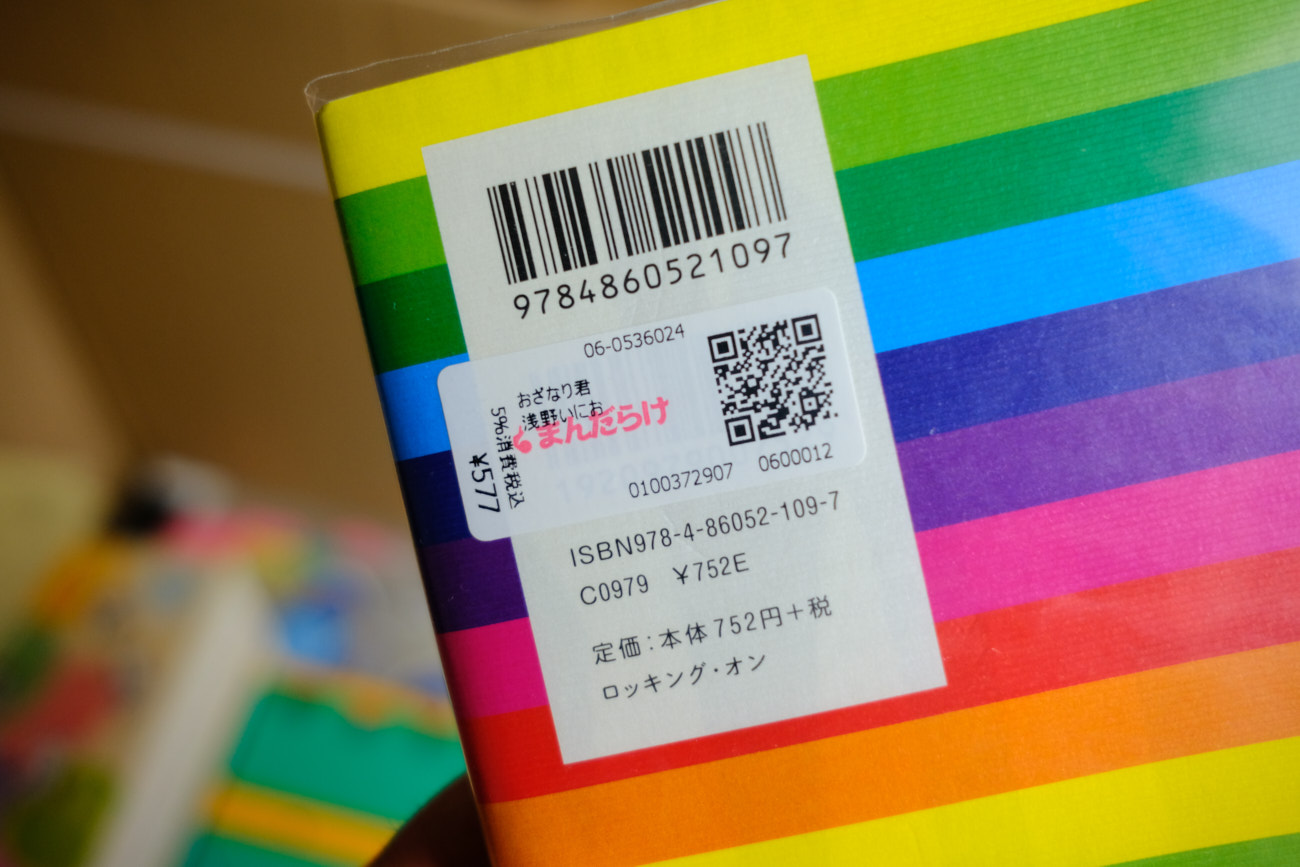 9784860521097
06-0536024
おざなり君
浅野いにお
まんだらけ
5%消費税込
¥577
0100372907
0600012
ISBN978-4-86052-109-7
C0979 ¥752E
定価:本体752円+税
ロッキング・オン